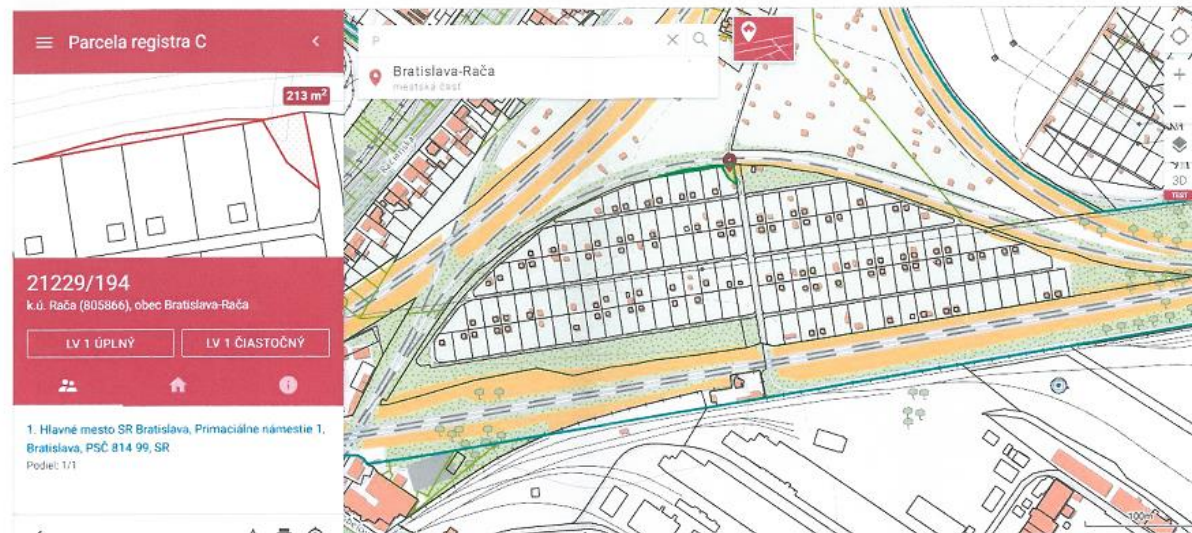 Parcela registra C
213 m²
21229/194
k.ú. Rača (805866), obec Bratislava-Rača
LV 1 ÚPLNÝ
LV 1 ČIASTOČNÝ
1. Hlavné mesto SR Bratislava, Primaciálne námestie 1,
Bratislava, PSČ 814 99, SR
Podiel: 1/1
P
Bratislava-Rača
mestská časť
3D
TEST
100m